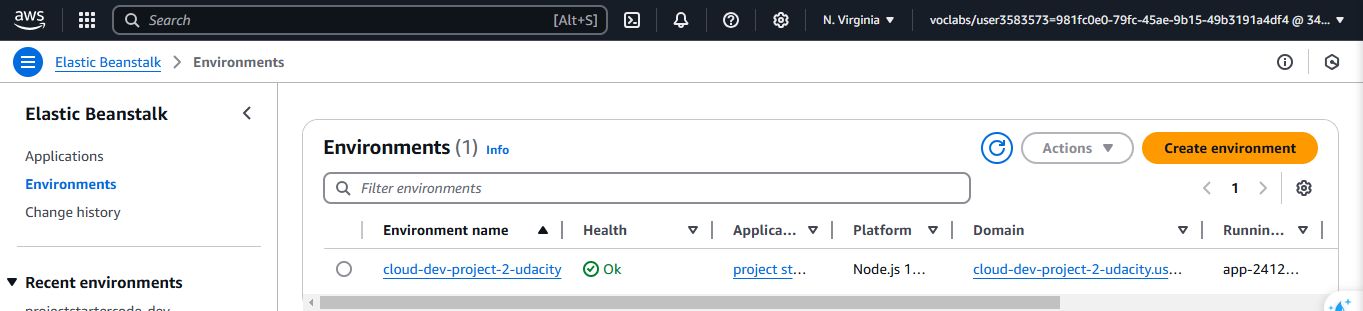 aws Search [Alt+S] N. Virginia voclabs/user3583573=981fc0e0-79fc-45ae-9b15-49b3191a4df4 @ 34...
Elastic Beanstalk Environments
Elastic Beanstalk
Applications
Environments
Change history
Recent environments
projectstartercode-dev
Environments (1) Info
Actions
Create environment
Filter environments
1
Environment name Health Applica... Platform Domain Runnin...
cloud-dev-project-2-udacity Ok project st... Node.js 1... cloud-dev-project-2-udacity.us... app-2412...